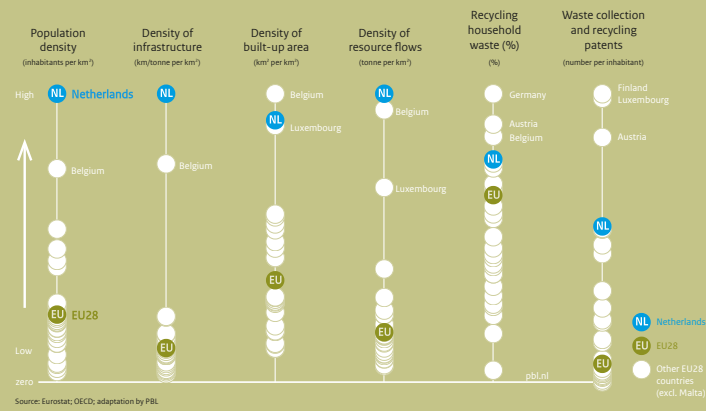 Population
density
(inhabitants per km²)
Density of
infrastructure
(km/tonne per km²)
Density of
built-up area
(km² per km²)
Density of
resource flows
(tonne per km²)
Recycling
household
waste (%)
(%)
Waste collection
and recycling
patents
(number per inhabitant)
High
NL Netherlands
Belgium
EU EU28
Low
zero
NL
Belgium
EU
Belgium
NL
Luxembourg
EU
NL
Belgium
Luxembourg
EU
Germany
Austria
Belgium
NL
EU
Finland
Luxembourg
Austria
NL
EU
NL Netherlands
EU EU28
Other EU28
countries
(excl. Malta)
pbl.nl
Source: Eurostat; OECD; adaptation by PBL